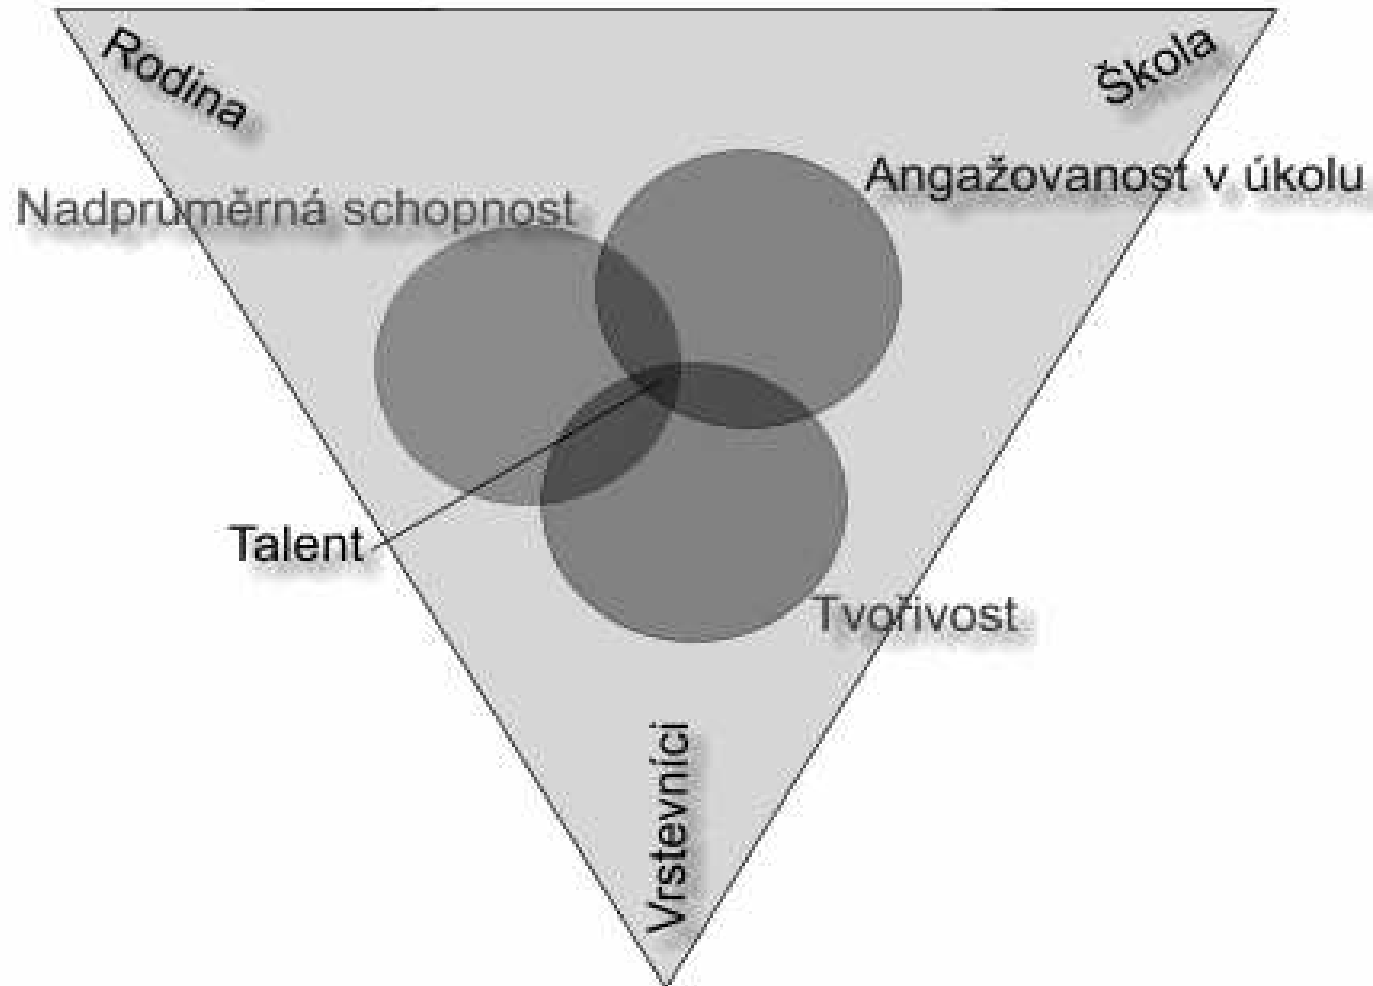 Rodina
Škola
Angažovanost v úkolu
Nadprůměrná schopnost
Talent
Tvořivost
Vrstevníci